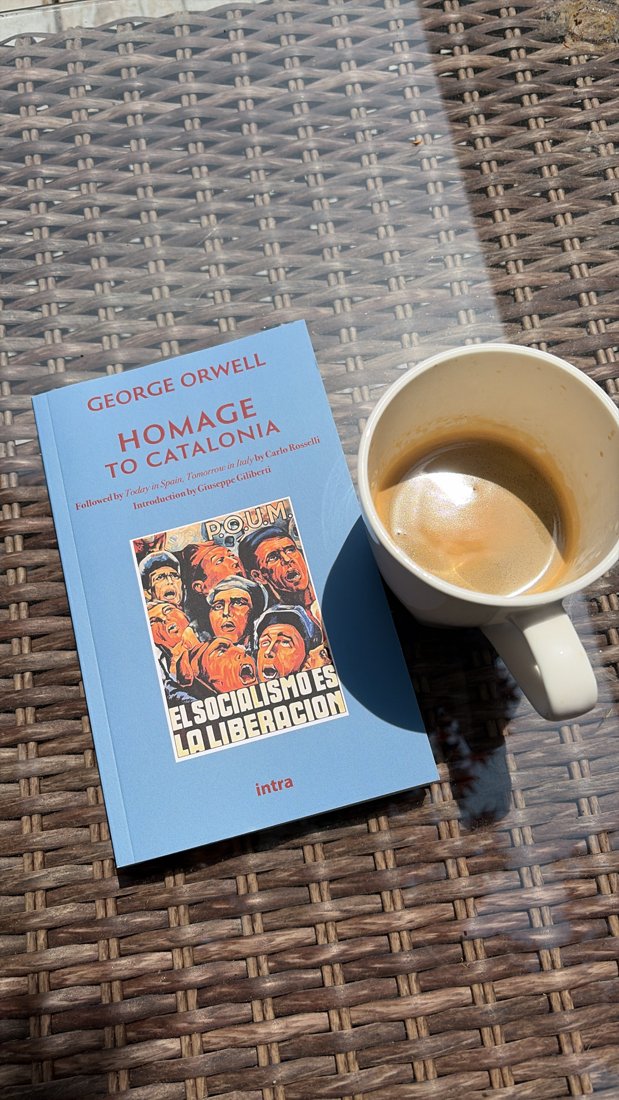 GEORGE ORWELL
HOMAGE
TO CATALONIA
Followed by Today in Spain, Tomorrow in Italy by Carlo Rosselli
Introduction by Giuseppe Giliberti
P.O.U.M.
EL SOCIALISMO ES
LA LIBERACION
intra